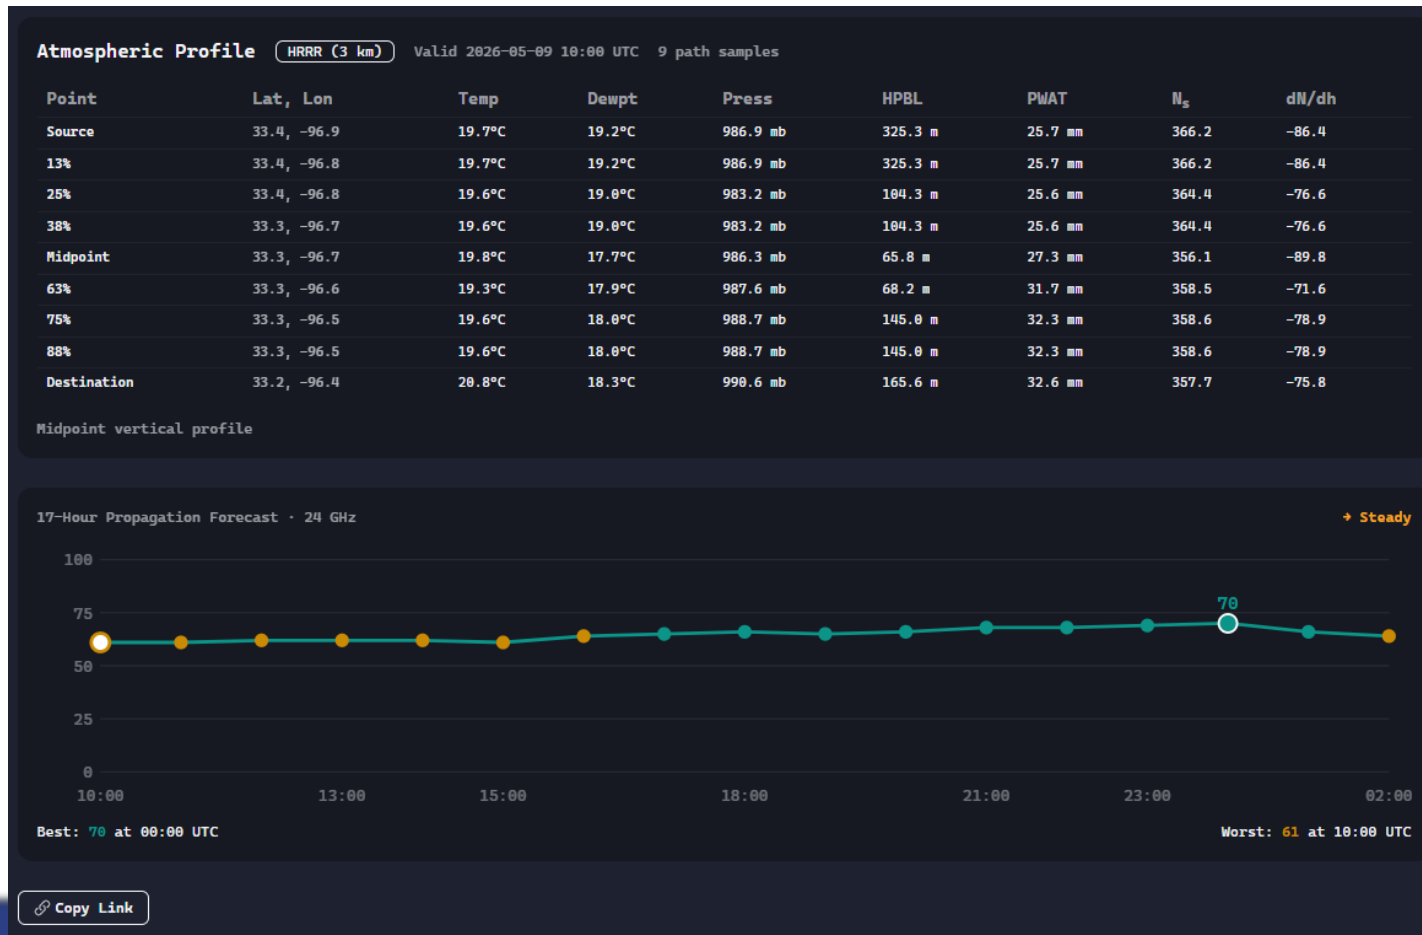 Atmospheric Profile HRRR (3 km) Valid 2026-05-09 10:00 UTC 9 path samples
Point Lat, Lon Temp Dewpt Press HPBL PWAT Ns dN/dh
Source 33.4, -96.9 19.7°C 19.2°C 986.9 mb 325.3 m 25.7 mm 366.2 -86.4
13% 33.4, -96.8 19.7°C 19.2°C 986.9 mb 325.3 m 25.7 mm 366.2 -86.4
25% 33.4, -96.8 19.6°C 19.0°C 983.2 mb 104.3 m 25.6 mm 364.4 -76.6
38% 33.3, -96.7 19.6°C 19.0°C 983.2 mb 104.3 m 25.6 mm 364.4 -76.6
Midpoint 33.3, -96.7 19.8°C 17.7°C 986.3 mb 65.8 m 27.3 mm 356.1 -89.8
63% 33.3, -96.6 19.3°C 17.9°C 987.6 mb 68.2 m 31.7 mm 358.5 -71.6
75% 33.3, -96.5 19.6°C 18.0°C 988.7 mb 145.0 m 32.3 mm 358.6 -78.9
88% 33.3, -96.5 19.6°C 18.0°C 988.7 mb 145.0 m 32.3 mm 358.6 -78.9
Destination 33.2, -96.4 20.8°C 18.3°C 990.6 mb 165.6 m 32.6 mm 357.7 -75.8
Midpoint vertical profile
17-Hour Propagation Forecast · 24 GHz → Steady
100
75
70
50
25
0
10:00 13:00 15:00 18:00 21:00 23:00 02:00
Best: 70 at 00:00 UTC Worst: 61 at 10:00 UTC
Copy Link